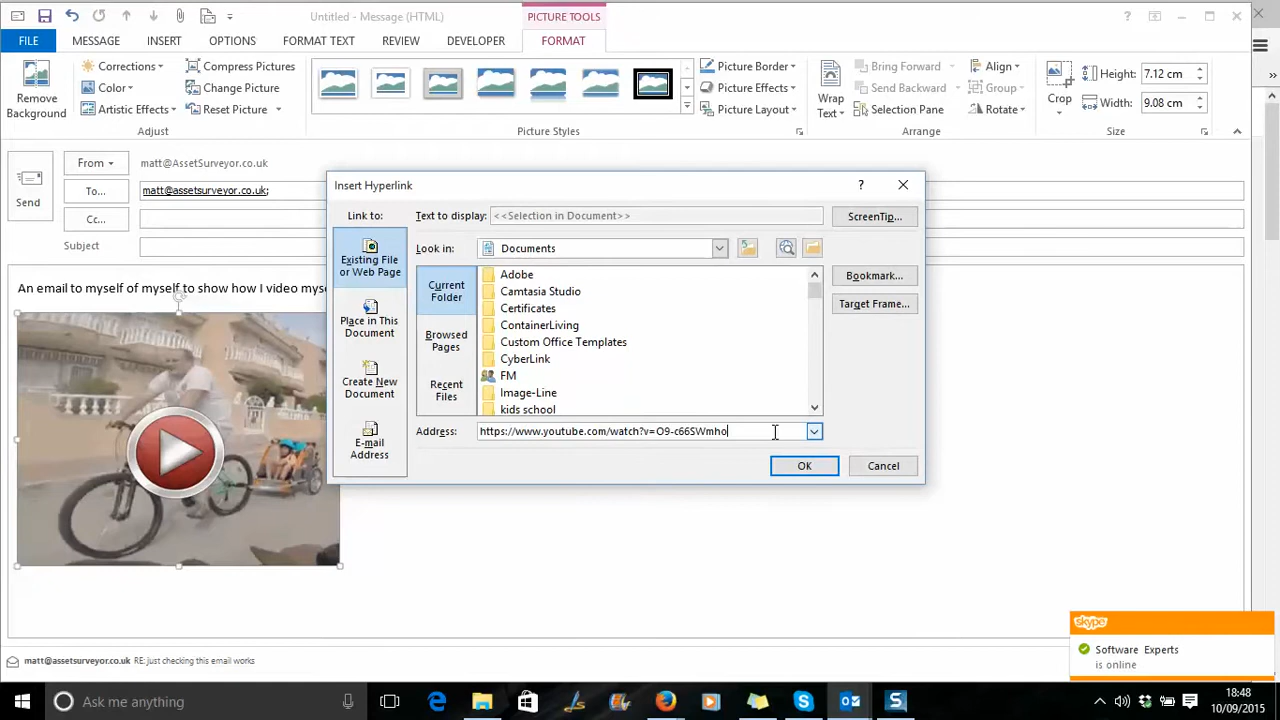 Untitled - Message (HTML)
PICTURE TOOLS
FILE
MESSAGE
INSERT
OPTIONS
FORMAT TEXT
REVIEW
DEVELOPER
FORMAT
Remove Background
Corrections
Color
Artistic Effects
Compress Pictures
Change Picture
Reset Picture
Adjust
Picture Styles
Picture Border
Picture Effects
Picture Layout
Wrap Text
Bring Forward
Send Backward
Selection Pane
Align
Group
Rotate
Arrange
Crop
Height: 7.12 cm
Width: 9.08 cm
Size
Send
From
matt@AssetSurveyor.co.uk
To...
matt@assetsurveyor.co.uk;
Cc...
Subject
An email to myself of myself to show how I video myse
Insert Hyperlink
Link to:
Text to display: <<Selection in Document>>
ScreenTip...
Existing File or Web Page
Place in This Document
Create New Document
E-mail Address
Look in: Documents
Current Folder
Browsed Pages
Recent Files
Adobe
Camtasia Studio
Certificates
ContainerLiving
Custom Office Templates
CyberLink
FM
Image-Line
kids school
Bookmark...
Target Frame...
Address: https://www.youtube.com/watch?v=O9-c66SWmho
OK
Cancel
skype
Software Experts
is online
matt@assetsurveyor.co.uk RE: just checking this email works
Ask me anything
18:48
10/09/2015